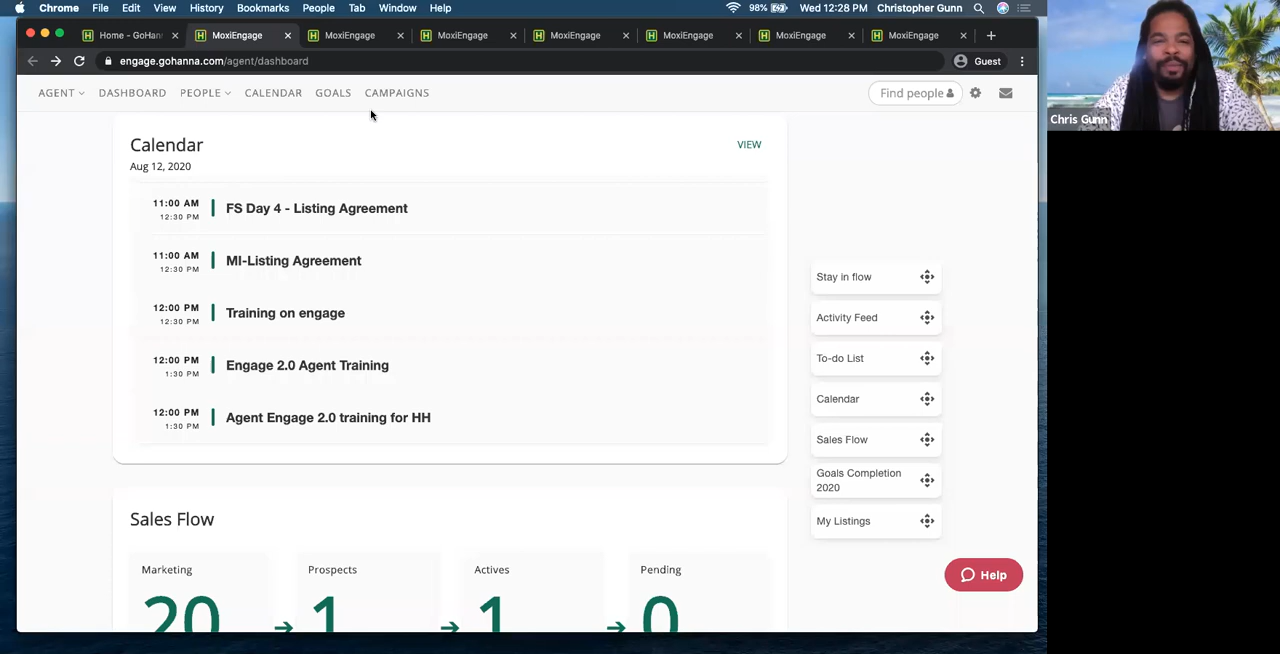 Chrome File Edit View History Bookmarks People Tab Window Help 98% Wed 12:28 PM Christopher Gunn
Home - GoHann MoxiEngage MoxiEngage MoxiEngage MoxiEngage MoxiEngage MoxiEngage MoxiEngage
engage.gohanna.com/agent/dashboard Guest
AGENT DASHBOARD PEOPLE CALENDAR GOALS CAMPAIGNS Find people
Chris Gunn
Calendar VIEW
Aug 12, 2020
11:00 AM FS Day 4 - Listing Agreement
12:30 PM
11:00 AM MI-Listing Agreement
12:30 PM
12:00 PM Training on engage
12:30 PM
12:00 PM Engage 2.0 Agent Training
1:30 PM
12:00 PM Agent Engage 2.0 training for HH
1:30 PM
Stay in flow
Activity Feed
To-do List
Calendar
Sales Flow
Goals Completion
2020
My Listings
Sales Flow
Marketing Prospects Actives Pending
20 1 1 0
Help